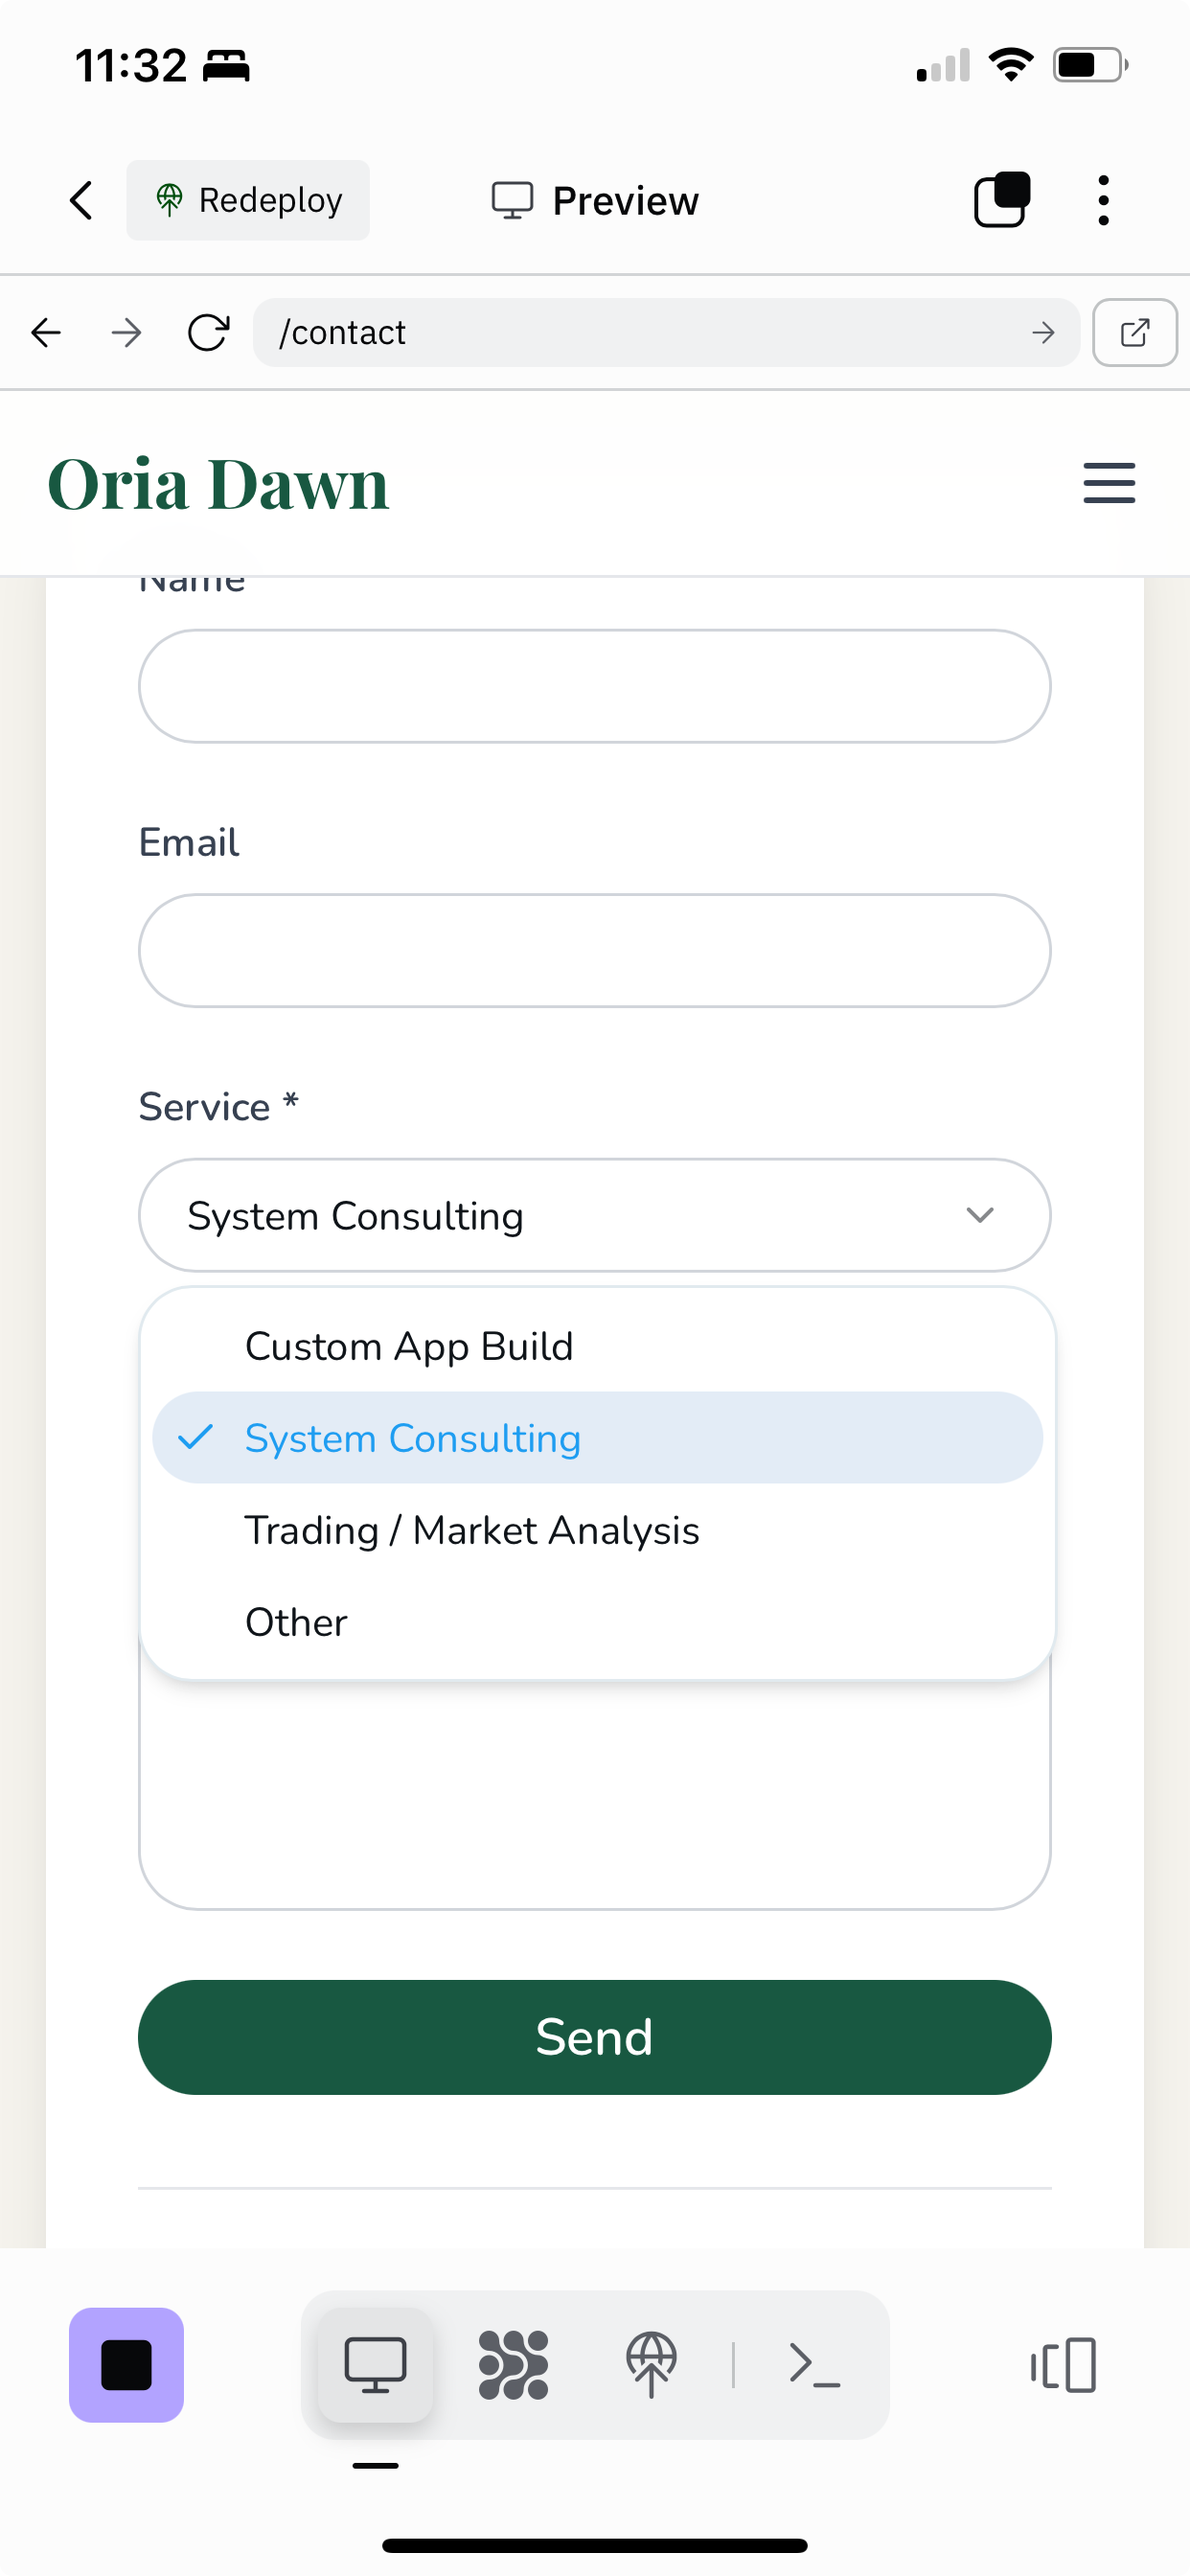 11:32
Redeploy
Preview
/contact
Oria Dawn
Name
Email
Service *
System Consulting
Custom App Build
System Consulting
Trading / Market Analysis
Other
Send